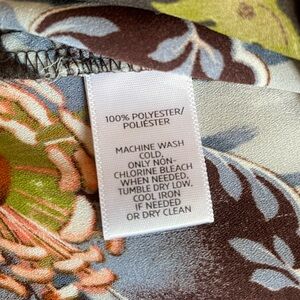 100% POLYESTER/
POLIÉSTER
MACHINE WASH
COLD,
ONLY NON-
CHLORINE BLEACH
WHEN NEEDED,
TUMBLE DRY LOW,
COOL IRON
IF NEEDED
OR DRY CLEAN